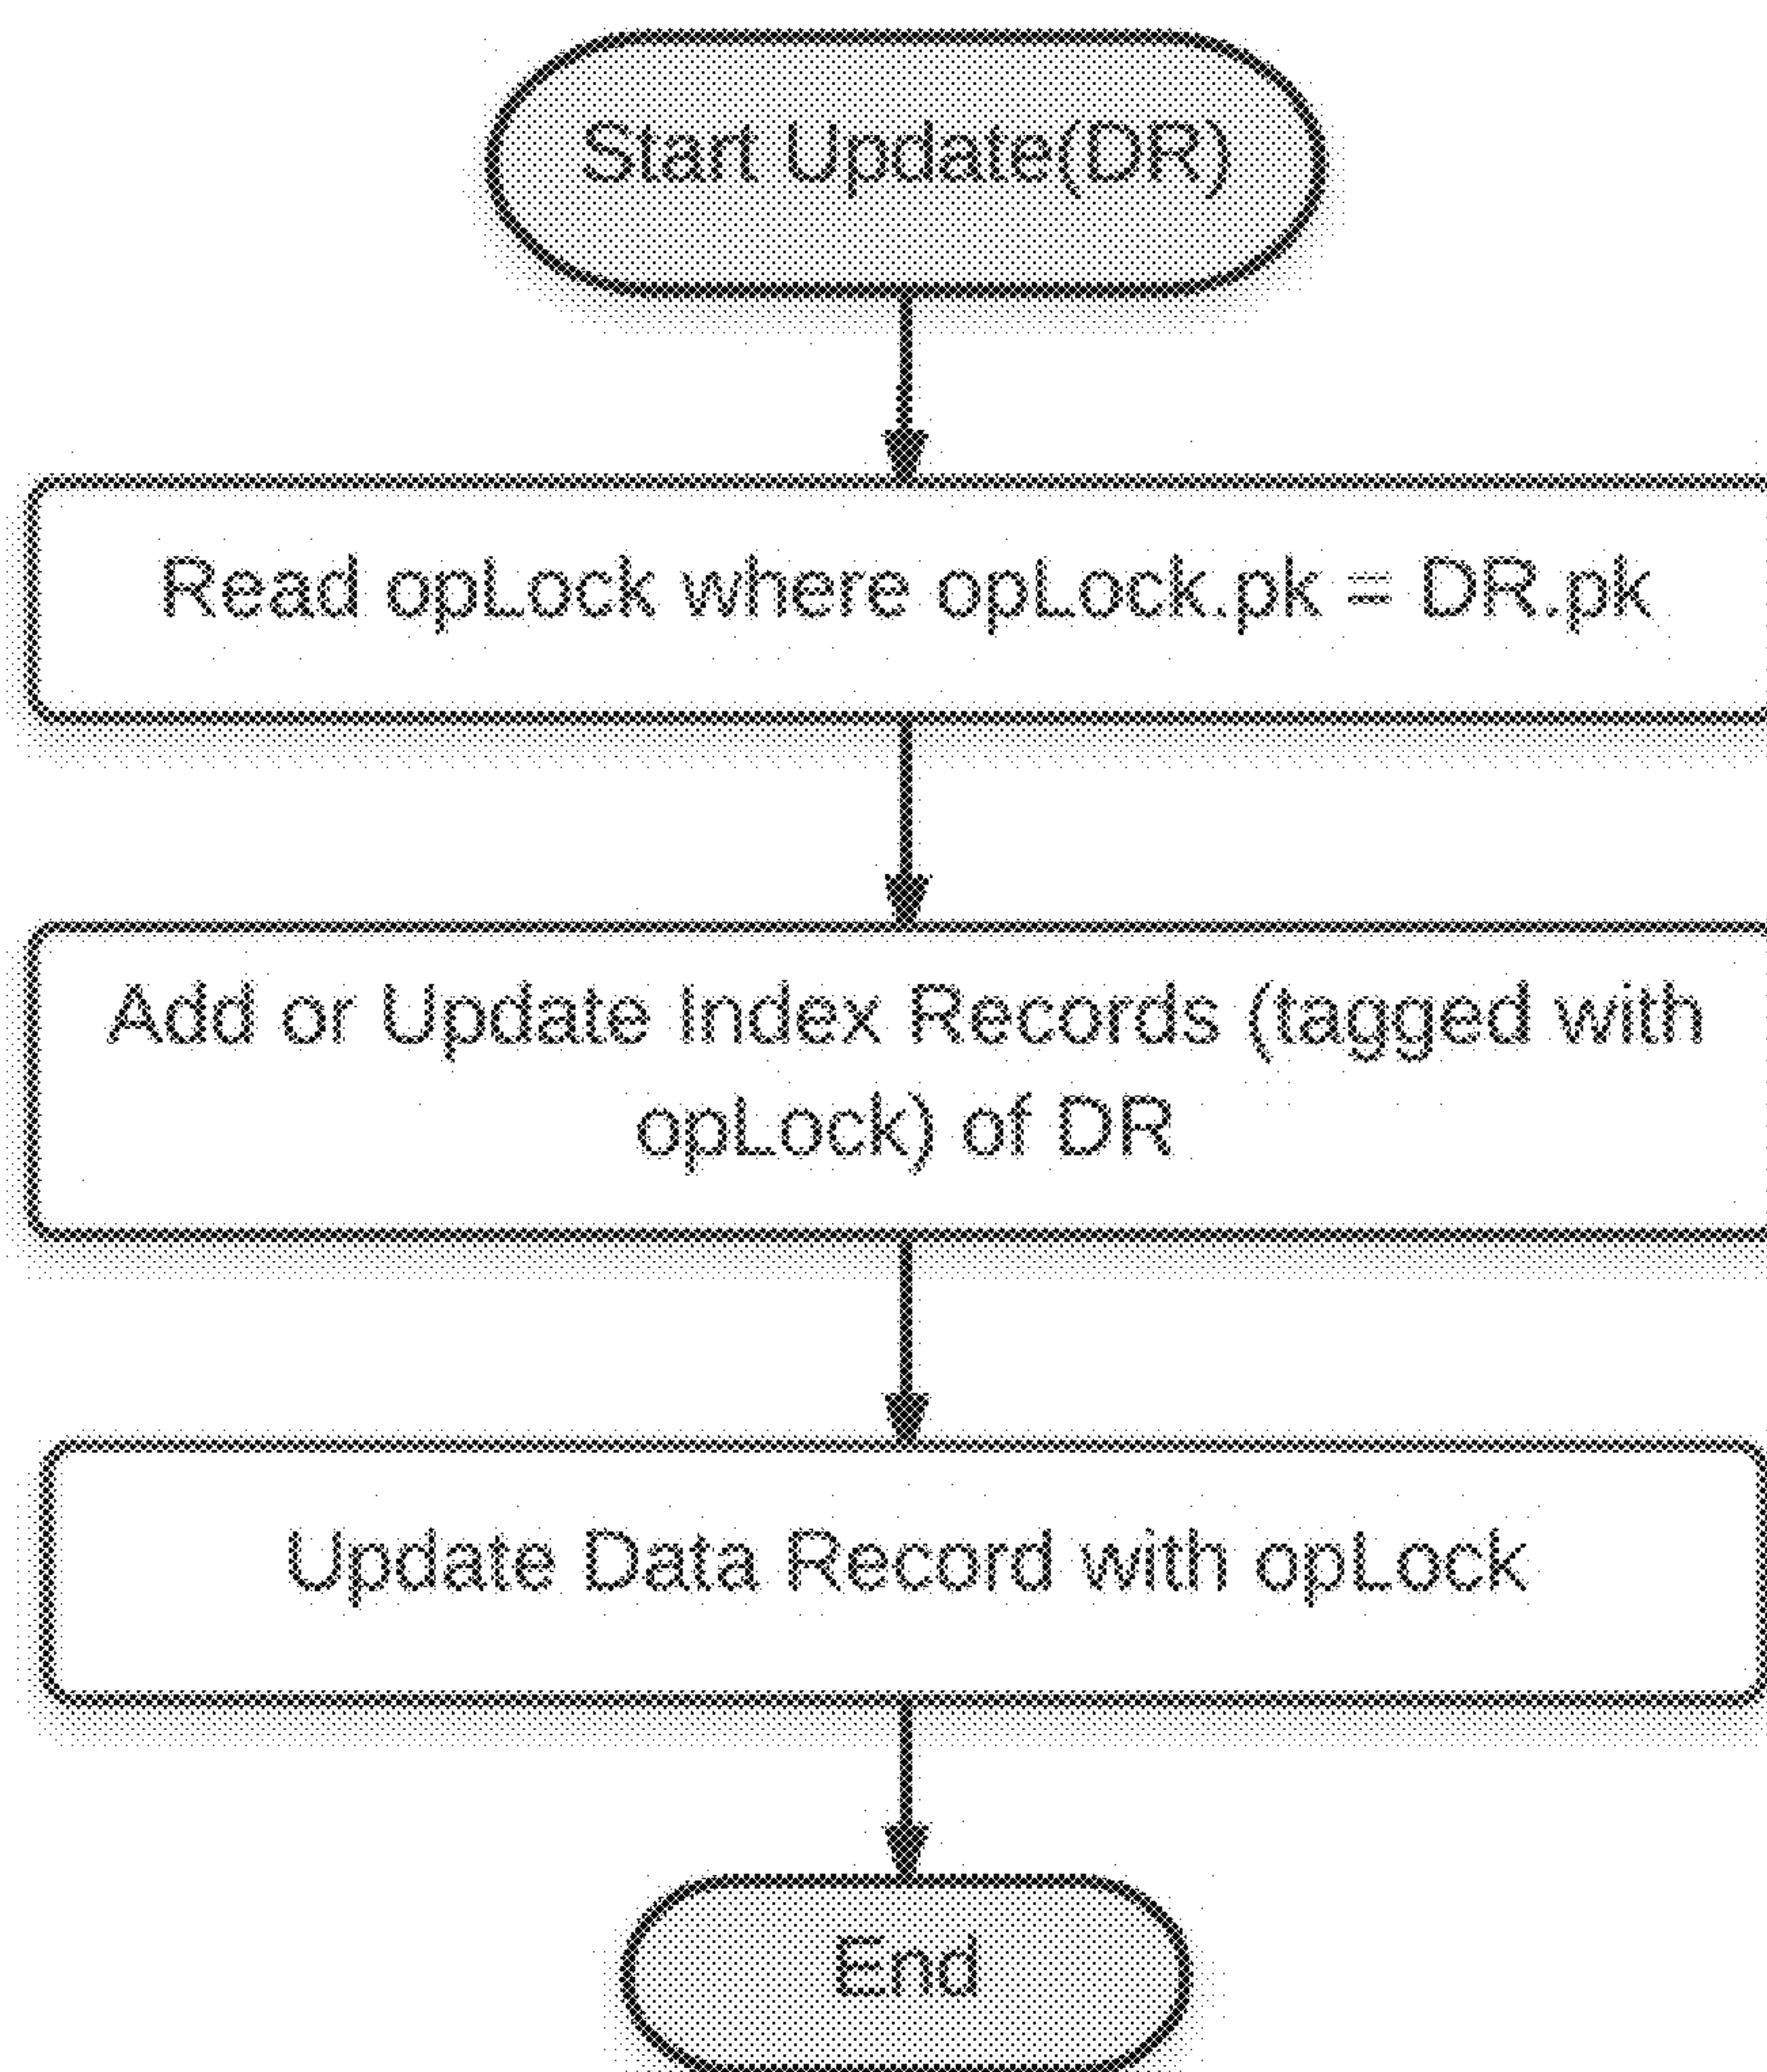 Start Update(DR)
Read opLock where opLock.pk = DR.pk
Add or Update Index Records (tagged with
opLock) of DR
Update Data Record with opLock
End